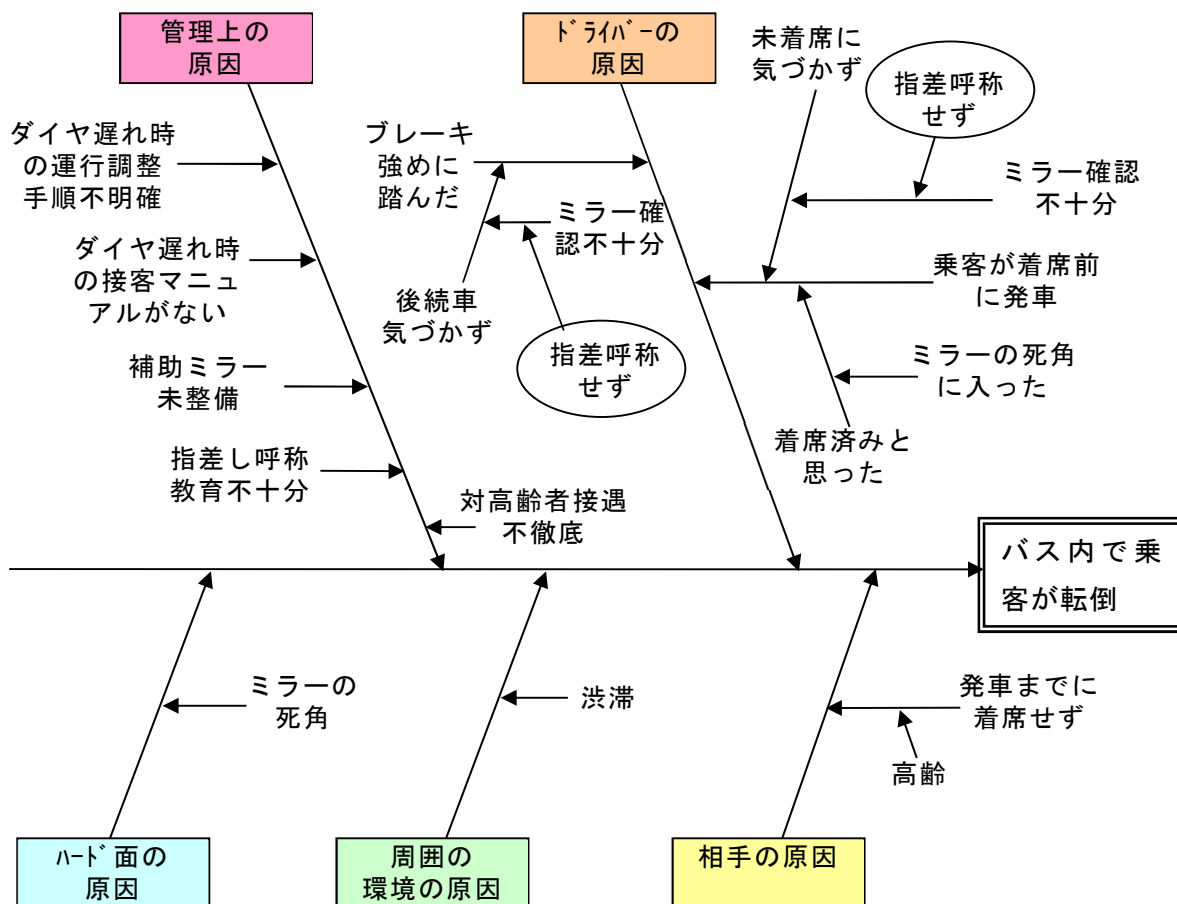 管理上の
原因
ﾄﾞﾗｲﾊﾞｰの
原因
未着席に
気づかず
指差呼称
せず
ダイヤ遅れ時
の運行調整
手順不明確
ブレーキ
強めに
踏んだ
ミラー確認
不十分
ミラー確
認不十分
ダイヤ遅れ時
の接客マニュ
アルがない
後続車
気づかず
乗客が着席前
に発車
指差呼称
せず
補助ミラー
未整備
ミラーの死角
に入った
着席済みと
思った
指差し呼称
教育不十分
対高齢者接遇
不徹底
バス内で乗
客が転倒
ミラーの
死角
渋滞
発車までに
着席せず
高齢
ﾊｰﾄﾞ面の
原因
周囲の
環境の原因
相手の原因